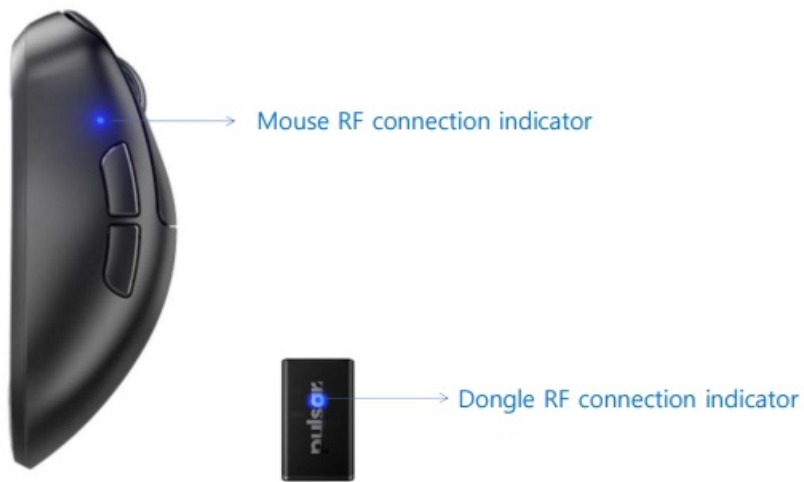 Mouse RF connection indicator
pulsar
Dongle RF connection indicator